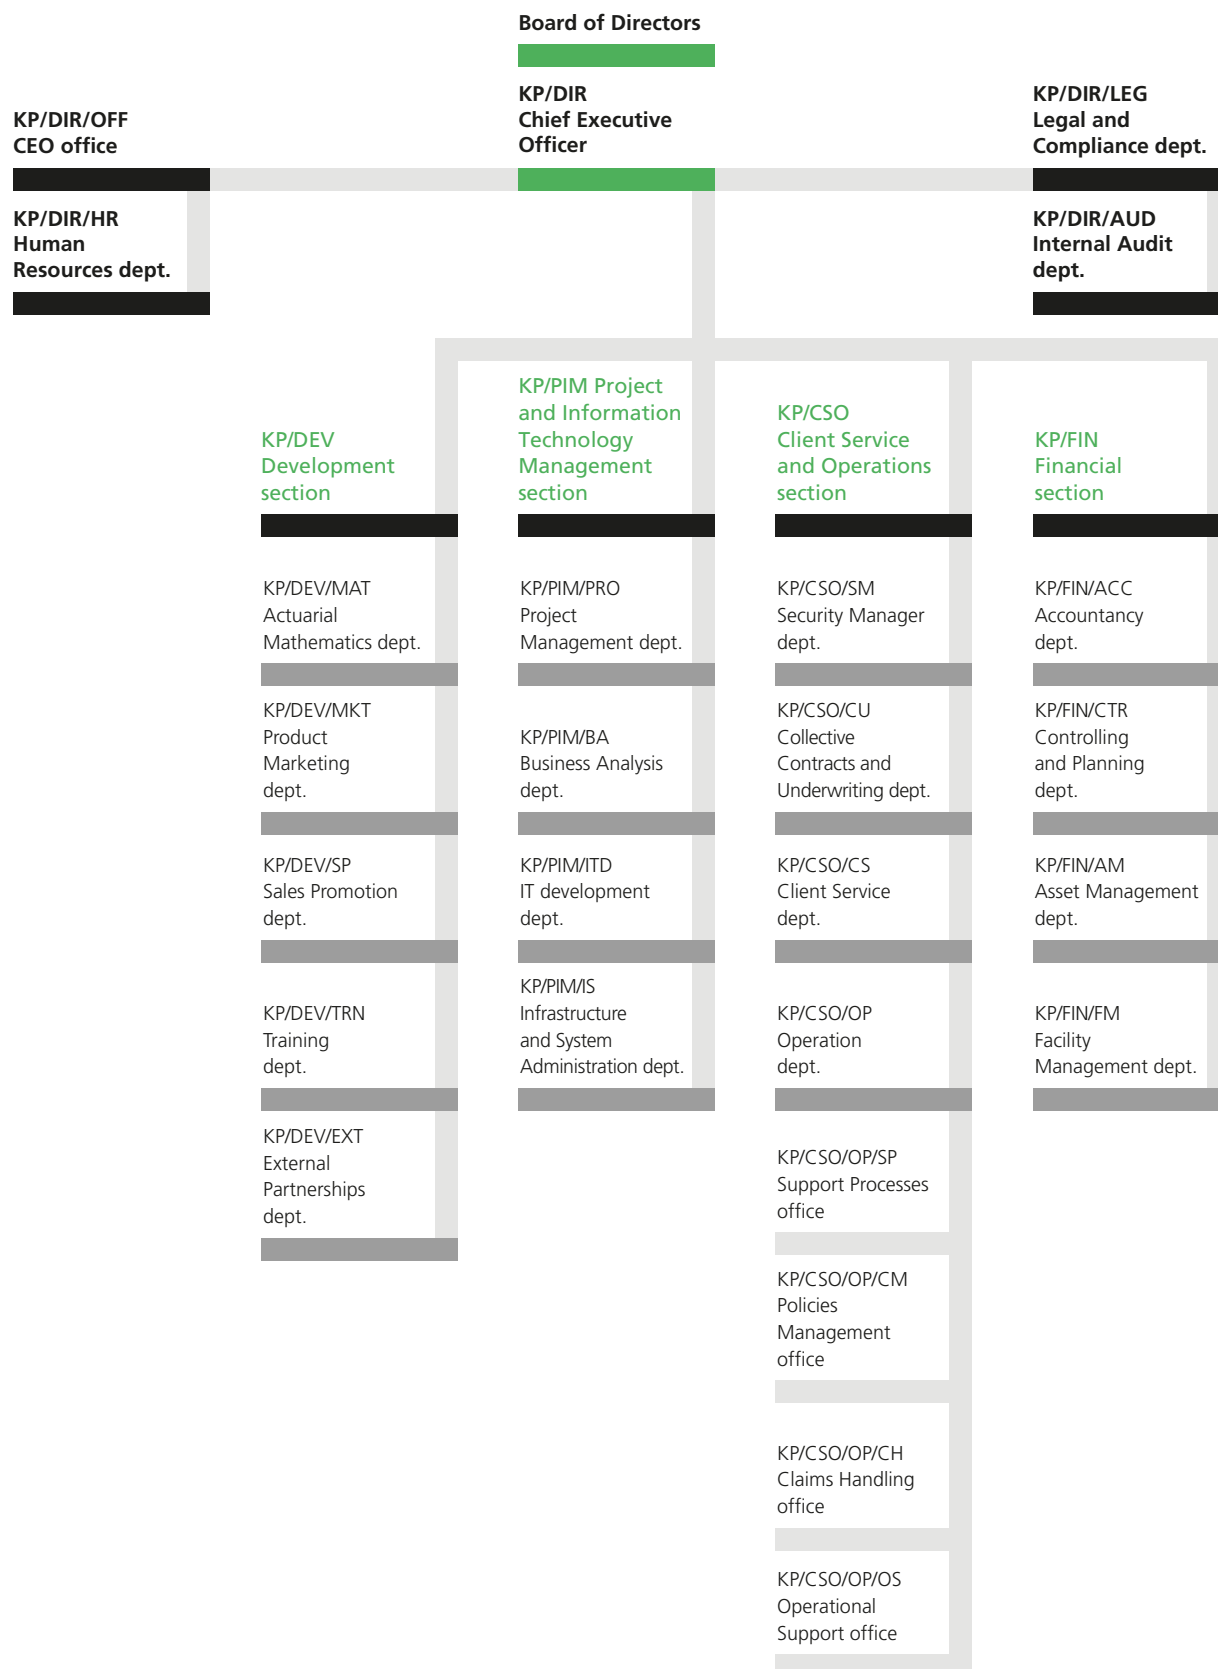 Board of Directors
KP/DIR
Chief Executive
Officer
KP/DIR/OFF
CEO office
KP/DIR/LEG
Legal and
Compliance dept.
KP/DIR/HR
Human
Resources dept.
KP/DIR/AUD
Internal Audit
dept.
KP/DEV
Development
section
KP/PIM Project
and Information
Technology
Management
section
KP/CSO
Client Service
and Operations
section
KP/FIN
Financial
section
KP/DEV/MAT
Actuarial
Mathematics dept.
KP/DEV/MKT
Product
Marketing
dept.
KP/DEV/SP
Sales Promotion
dept.
KP/DEV/TRN
Training
dept.
KP/DEV/EXT
External
Partnerships
dept.
KP/PIM/PRO
Project
Management dept.
KP/PIM/BA
Business Analysis
dept.
KP/PIM/ITD
IT development
dept.
KP/PIM/IS
Infrastructure
and System
Administration dept.
KP/CSO/SM
Security Manager
dept.
KP/CSO/CU
Collective
Contracts and
Underwriting dept.
KP/CSO/CS
Client Service
dept.
KP/CSO/OP
Operation
dept.
KP/CSO/OP/SP
Support Processes
office
KP/CSO/OP/CM
Policies
Management
office
KP/CSO/OP/CH
Claims Handling
office
KP/CSO/OP/OS
Operational
Support office
KP/FIN/ACC
Accountancy
dept.
KP/FIN/CTR
Controlling
and Planning
dept.
KP/FIN/AM
Asset Management
dept.
KP/FIN/FM
Facility
Management dept.